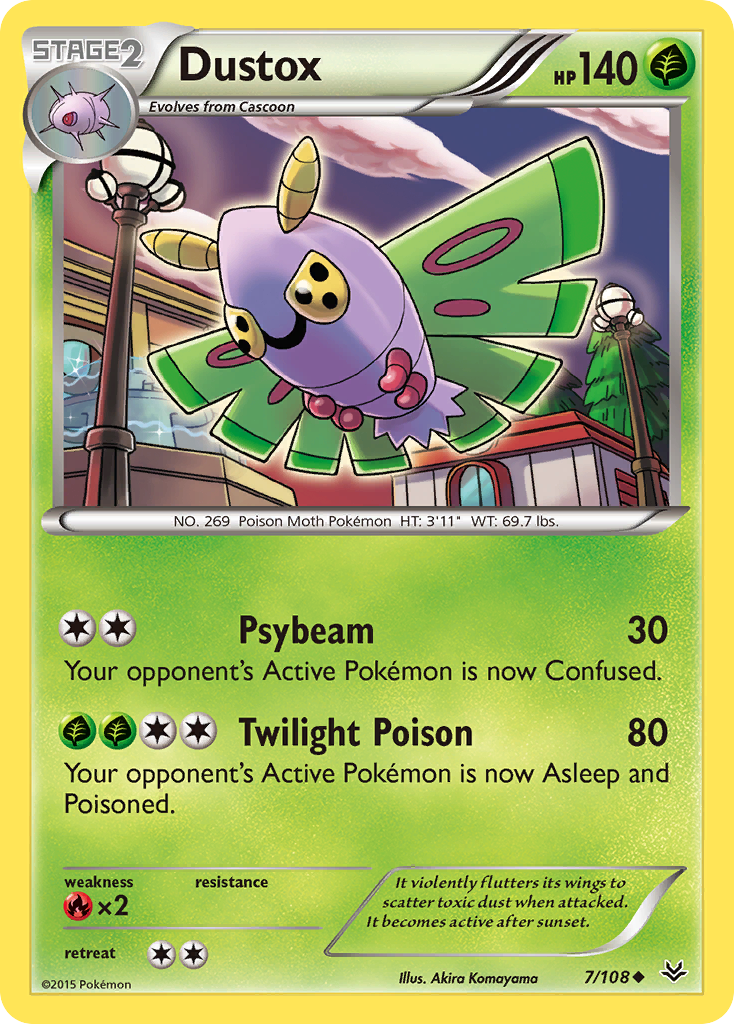 STAGE2
Dustox
HP140
Evolves from Cascoon
NO. 269 Poison Moth Pokémon HT: 3'11" WT: 69.7 lbs.
Psybeam 30
Your opponent's Active Pokémon is now Confused.
Twilight Poison 80
Your opponent's Active Pokémon is now Asleep and
Poisoned.
weakness resistance
×2
retreat
It violently flutters its wings to
scatter toxic dust when attacked.
It becomes active after sunset.
©2015 Pokémon
Illus. Akira Komayama
7/108